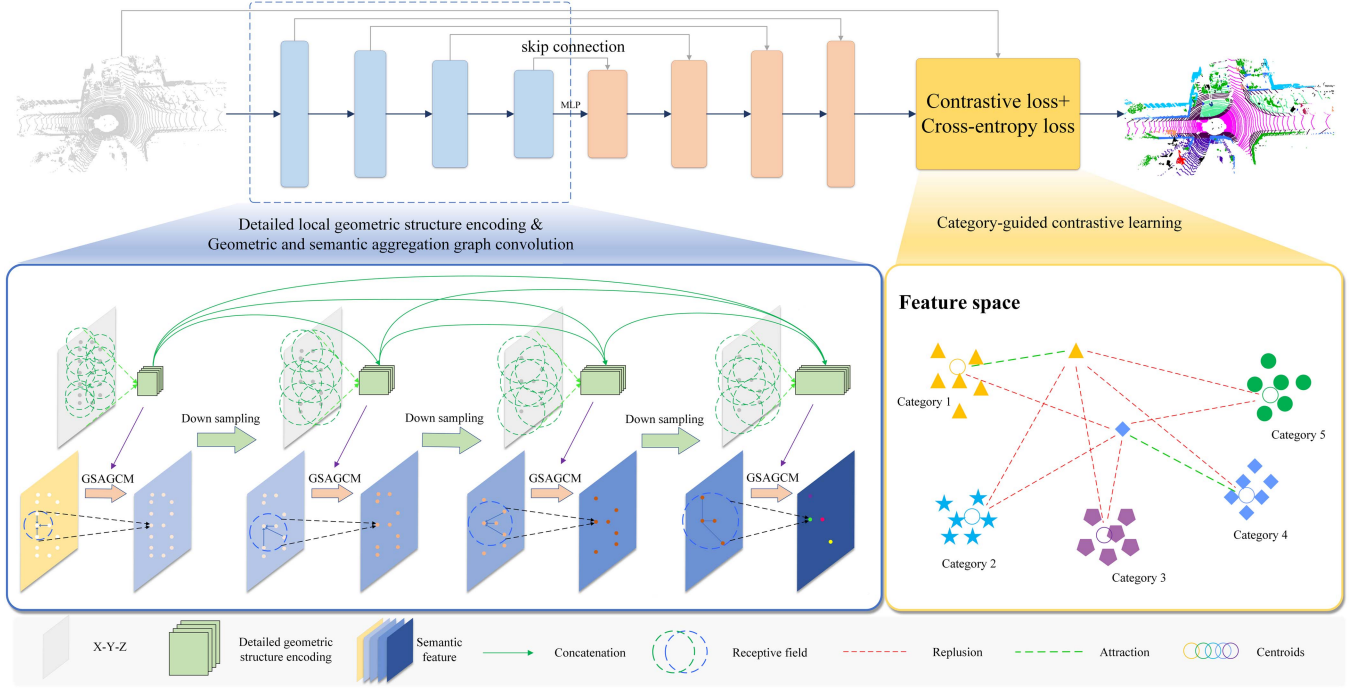 skip connection
MLP
Contrastive loss+
Cross-entropy loss
Detailed local geometric structure encoding &
Geometric and semantic aggregation graph convolution
Category-guided contrastive learning
Down sampling
Down sampling
Down sampling
GSAGCM
GSAGCM
GSAGCM
GSAGCM
Feature space
Category 1
Category 5
Category 2
Category 3
Category 4
X-Y-Z
Detailed geometric
structure encoding
Semantic
feature
Concatenation
Receptive field
Replusion
Attraction
Centroids